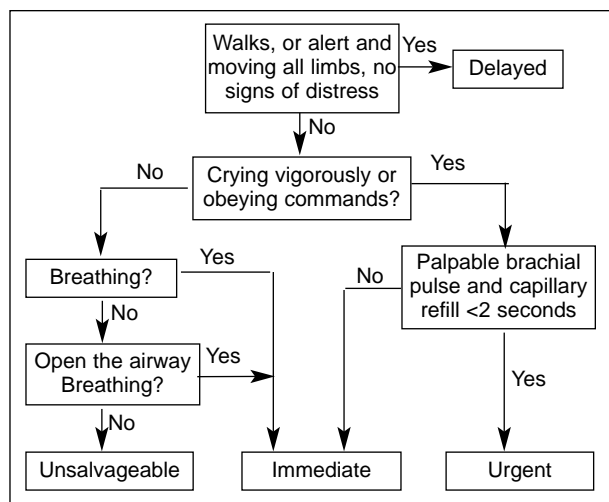 Walks, or alert and
moving all limbs, no
signs of distress
Yes
Delayed
No
Crying vigorously or
obeying commands?
No
Yes
Breathing?
Yes
No
Palpable brachial
pulse and capillary
refill <2 seconds
No
Open the airway
Breathing?
Yes
Yes
No
Unsalvageable
Immediate
Urgent